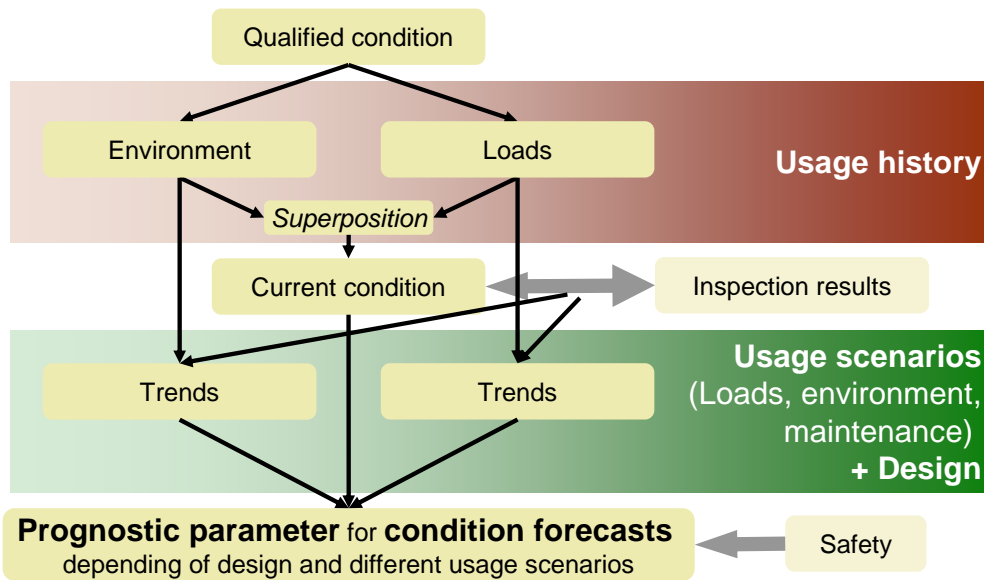 Qualified condition
Environment
Loads
Usage history
Superposition
Current condition
Inspection results
Usage scenarios
(Loads, environment,
maintenance)
+ Design
Trends
Trends
Prognostic parameter for condition forecasts
depending of design and different usage scenarios
Safety